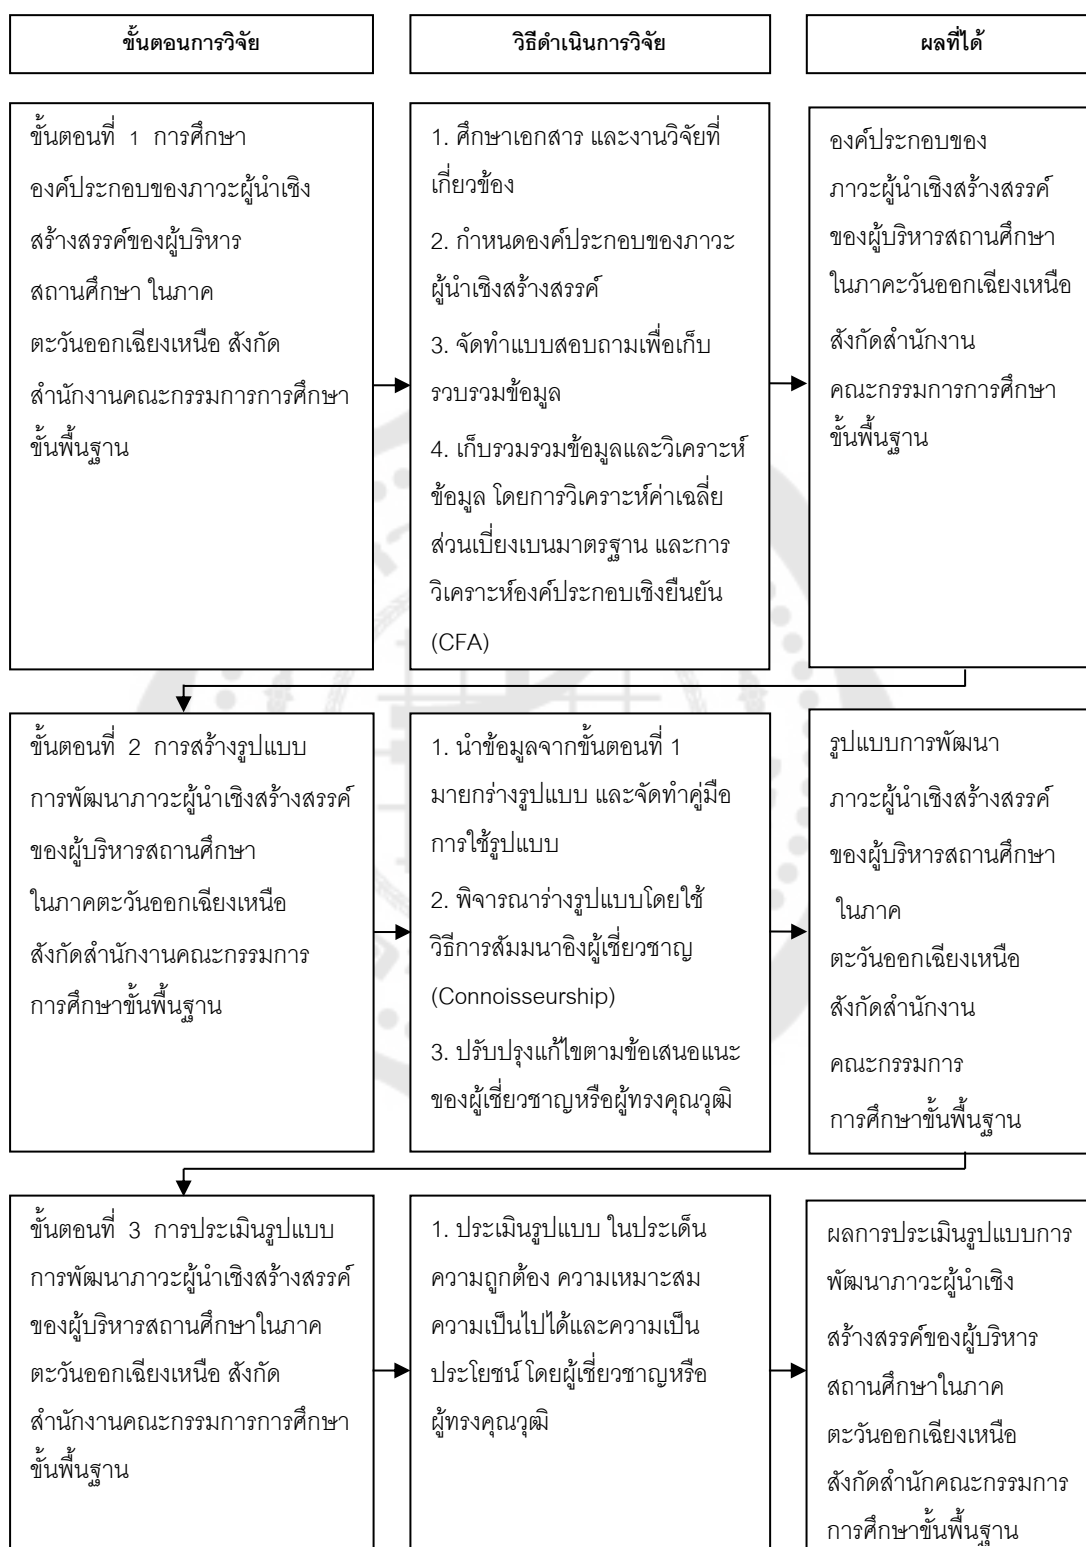 ขั้นตอนการวิจัย
วิธีดำเนินการวิจัย
ผลที่ได้
ขั้นตอนที่ 1 การศึกษา
องค์ประกอบของภาวะผู้นำเชิง
สร้างสรรค์ของผู้บริหาร
สถานศึกษา ในภาค
ตะวันออกเฉียงเหนือ สังกัด
สำนักงานคณะกรรมการการศึกษา
ขั้นพื้นฐาน
1. ศึกษาเอกสาร และงานวิจัยที่
เกี่ยวข้อง
2. กำหนดองค์ประกอบของภาวะ
ผู้นำเชิงสร้างสรรค์
3. จัดทำแบบสอบถามเพื่อเก็บ
รวบรวมข้อมูล
4. เก็บรวมรวมข้อมูลและวิเคราะห์
ข้อมูล โดยการวิเคราะห์ค่าเฉลี่ย
ส่วนเบี่ยงเบนมาตรฐาน และการ
วิเคราะห์องค์ประกอบเชิงยืนยัน
(CFA)
องค์ประกอบของ
ภาวะผู้นำเชิงสร้างสรรค์
ของผู้บริหารสถานศึกษา
ในภาคะวันออกเฉียงเหนือ
สังกัดสำนักงาน
คณะกรรมการการศึกษา
ขั้นพื้นฐาน
ขั้นตอนที่ 2 การสร้างรูปแบบ
การพัฒนาภาวะผู้นำเชิงสร้างสรรค์
ของผู้บริหารสถานศึกษา
ในภาคตะวันออกเฉียงเหนือ
สังกัดสำนักงานคณะกรรมการ
การศึกษาขั้นพื้นฐาน
1. นำข้อมูลจากขั้นตอนที่ 1
มายกร่างรูปแบบ และจัดทำคู่มือ
การใช้รูปแบบ
2. พิจารณาร่างรูปแบบโดยใช้
วิธีการสัมมนาอิงผู้เชี่ยวชาญ
(Connoisseurship)
3. ปรับปรุงแก้ไขตามข้อเสนอแนะ
ของผู้เชี่ยวชาญหรือผู้ทรงคุณวุฒิ
รูปแบบการพัฒนา
ภาวะผู้นำเชิงสร้างสรรค์
ของผู้บริหารสถานศึกษา
ในภาค
ตะวันออกเฉียงเหนือ
สังกัดสำนักงาน
คณะกรรมการ
การศึกษาขั้นพื้นฐาน
ขั้นตอนที่ 3 การประเมินรูปแบบ
การพัฒนาภาวะผู้นำเชิงสร้างสรรค์
ของผู้บริหารสถานศึกษาในภาค
ตะวันออกเฉียงเหนือ สังกัด
สำนักงานคณะกรรมการการศึกษา
ขั้นพื้นฐาน
1. ประเมินรูปแบบ ในประเด็น
ความถูกต้อง ความเหมาะสม
ความเป็นไปได้และความเป็น
ประโยชน์ โดยผู้เชี่ยวชาญหรือ
ผู้ทรงคุณวุฒิ
ผลการประเมินรูปแบบการ
พัฒนาภาวะผู้นำเชิง
สร้างสรรค์ของผู้บริหาร
สถานศึกษาในภาค
ตะวันออกเฉียงเหนือ
สังกัดสำนักคณะกรรมการ
การศึกษาขั้นพื้นฐาน